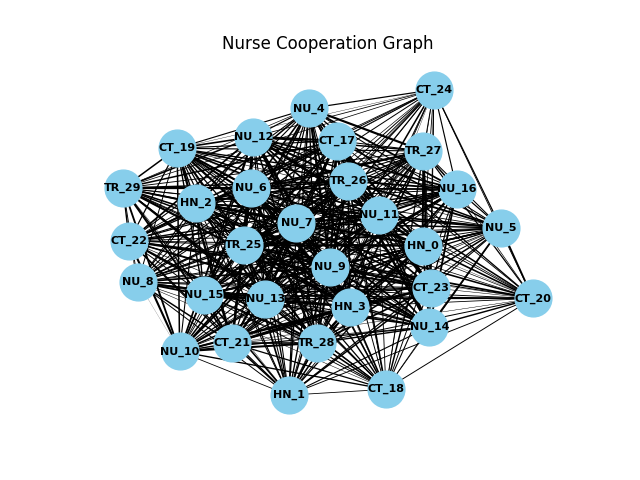 Nurse Cooperation Graph
CT_24
NU_4
NU_12
CT_17
CT_19
TR_27
TR_26
TR_29
NU_6
NU_16
HN_2
NU_11
NU_7
NU_5
CT_22
TR_25
HN_0
NU_9
NU_8
CT_23
NU_15
NU_13
CT_20
HN_3
NU_14
CT_21
TR_28
NU_10
CT_18
HN_1